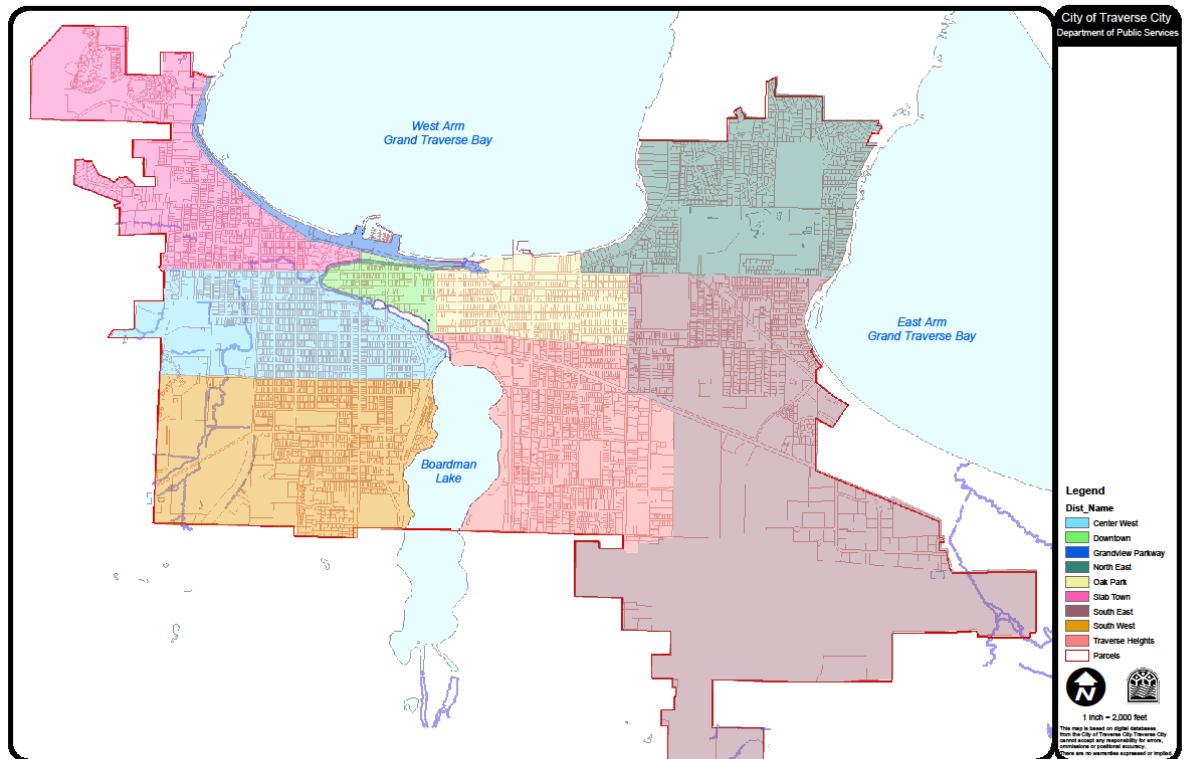 City of Traverse City
Department of Public Services
West Arm
Grand Traverse Bay
East Arm
Grand Traverse Bay
Boardman
Lake
Legend
Dist_Name
Center West
Downtown
Grandview Parkway
North East
Oak Park
Slab Town
South East
South West
Traverse Heights
Parcels
N
1 inch = 2,000 feet
This map is based on digital databases
from the City of Traverse City. Traverse City
cannot accept any responsibility for errors,
ommissions or positional accuracy.
There are no warranties expressed or implied.